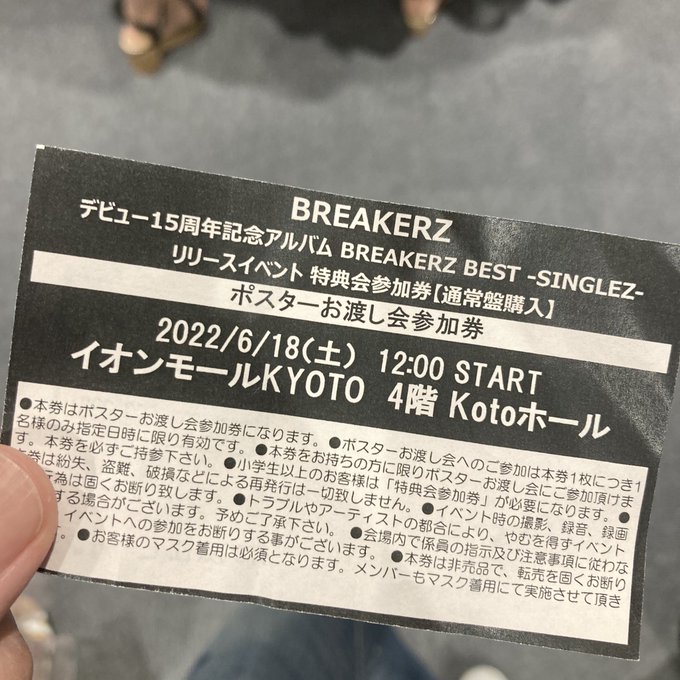 BREAKERZ
デビュー15周年記念アルバム BREAKERZ BEST -SINGLEZ-
リリースイベント 特典会参加券【通常盤購入】
ポスターお渡し会参加券
2022/6/18(土) 12:00 START
イオンモールKYOTO 4階 Kotoホール
●本券はポスターお渡し会参加券になります。●ポスターお渡し会へのご参加は本券1枚につき1
名様のみ指定日時に限り有効です。●本券をお持ちの方に限りポスターお渡し会にご参加頂けま
す。本券を必ずご持参下さい。●小学生以上のお客様は「特典会参加券」が必要になります。●
券は紛失、盗難、破損などによる再発行は一切致しません。●イベント時の撮影、録音、録画
為は固くお断り致します。●トラブルやアーティストの都合により、やむを得ずイベント
する場合がございます。予めご了承下さい。●会場内で係員の指示及び注意事項に従わな
イベントへの参加をお断りする事がございます。●本券は非売品で、転売を固くお断り
。●お客様のマスク着用は必須となります。メンバーもマスク着用にて実施させて頂き